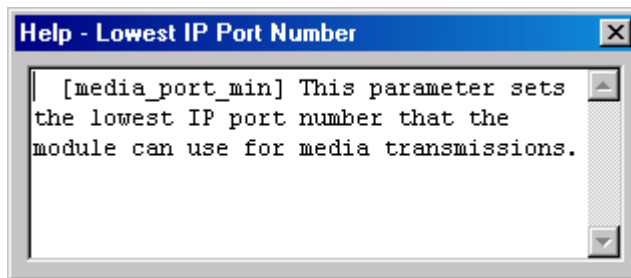 Help - Lowest IP Port Number
[media_port_min] This parameter sets
the lowest IP port number that the
module can use for media transmissions.